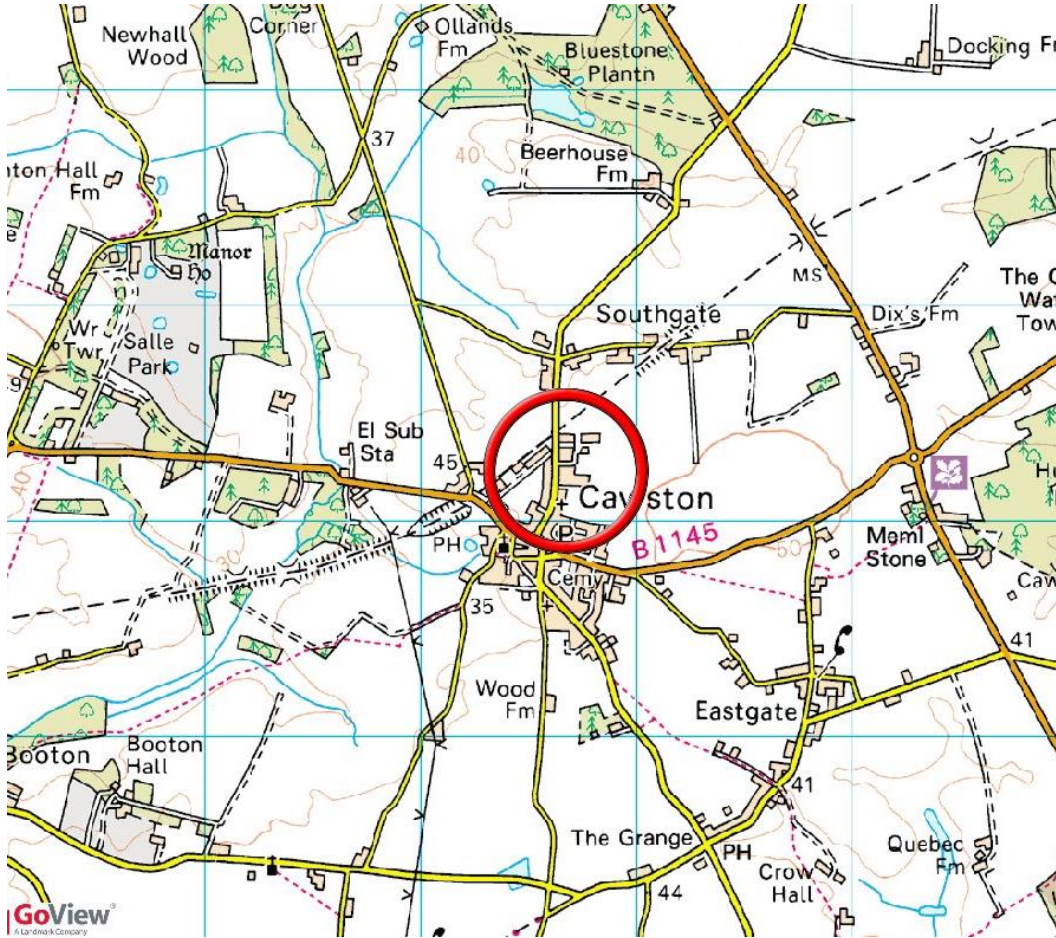 Newhall
Wood
Corner
Ollands
Fm
Bluestone
Plantn
Docking
37
40
Beerhouse
Fm
nton Hall
Fm
Manor
Ho
MS
Southgate
Dix's Fm
The
Wr
Twr
Salle
Park
El Sub
Sta
45
40
Cawston
PH
P
B 1145
50
Meml
Stone
30
Cemy
35
41
Wood
Fm
Eastgate
Booton
Booton
Hall
41
The Grange
PH
Quebec
Fm
Crow
Hall
44
GoView®
A Landmark Company